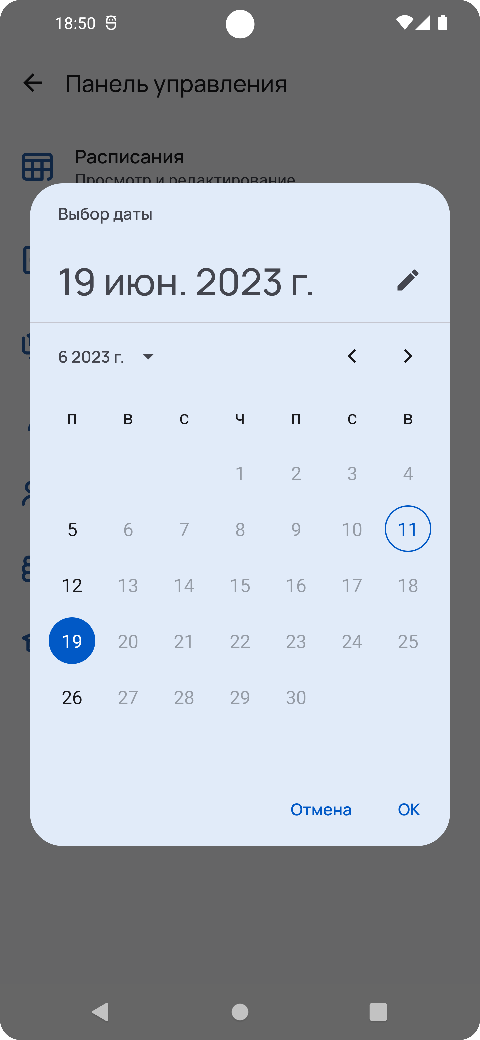 18:50
Панель управления
Расписания
Просмотр и редактирование
Выбор даты
19 июн. 2023 г.
6 2023 г.
П В С Ч П С В
1 2 3 4
5 6 7 8 9 10 11
12 13 14 15 16 17 18
19 20 21 22 23 24 25
26 27 28 29 30
Отмена ОК